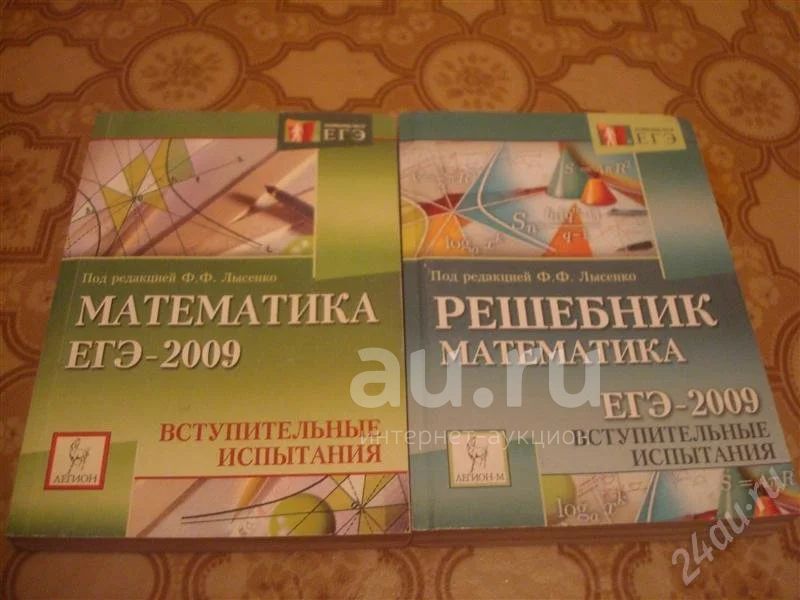 ЕГЭ
Под редакцией Ф.Ф. Лысенко
МАТЕМАТИКА
ЕГЭ-2009
ВСТУПИТЕЛЬНЫЕ
ИСПЫТАНИЯ
ЛЕГИОН
ЕГЭ
Sn
Под редакцией Ф.Ф. Лысенко
РЕШЕБНИК
МАТЕМАТИКА
ЕГЭ-2009
ВСТУПИТЕЛЬНЫЕ
ИСПЫТАНИЯ
ЛЕГИОН-М
au.ru
интернет-аукцион
24au.ru